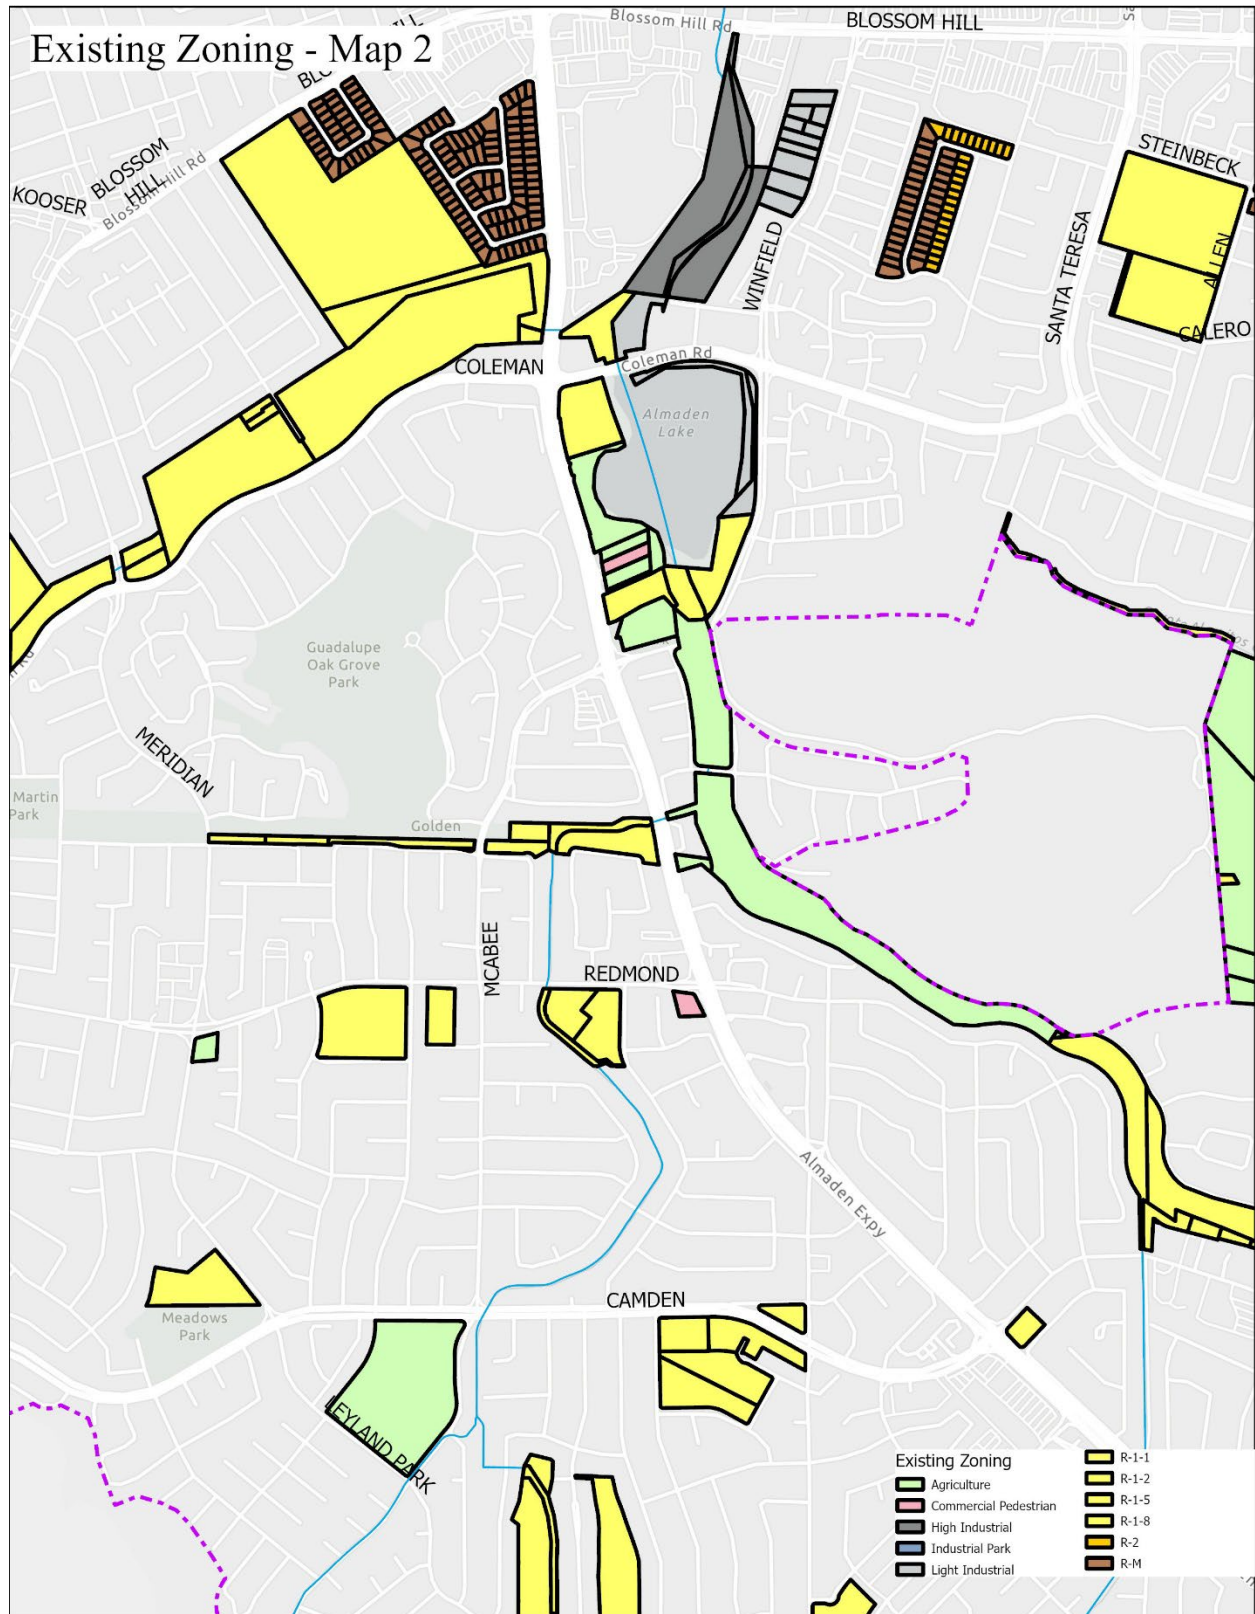 Existing Zoning - Map 2
Blossom Hill Rd
BLOSSOM HILL
KOOSER
BLOSSOM
HILL
Blossom Hill Rd
STEINBECK
ALLEN
CALERO
SANTA TERESA
WINFIELD
COLEMAN
Coleman Rd
Almaden
Lake
Guadalupe
Oak Grove
Park
MERIDIAN
Martin
Park
Golden
MCABEE
REDMOND
Almaden Expy
CAMDEN
Meadows
Park
LEYLAND PARK
Existing Zoning
Agriculture
Commercial Pedestrian
High Industrial
Industrial Park
Light Industrial
R-1-1
R-1-2
R-1-5
R-1-8
R-2
R-M